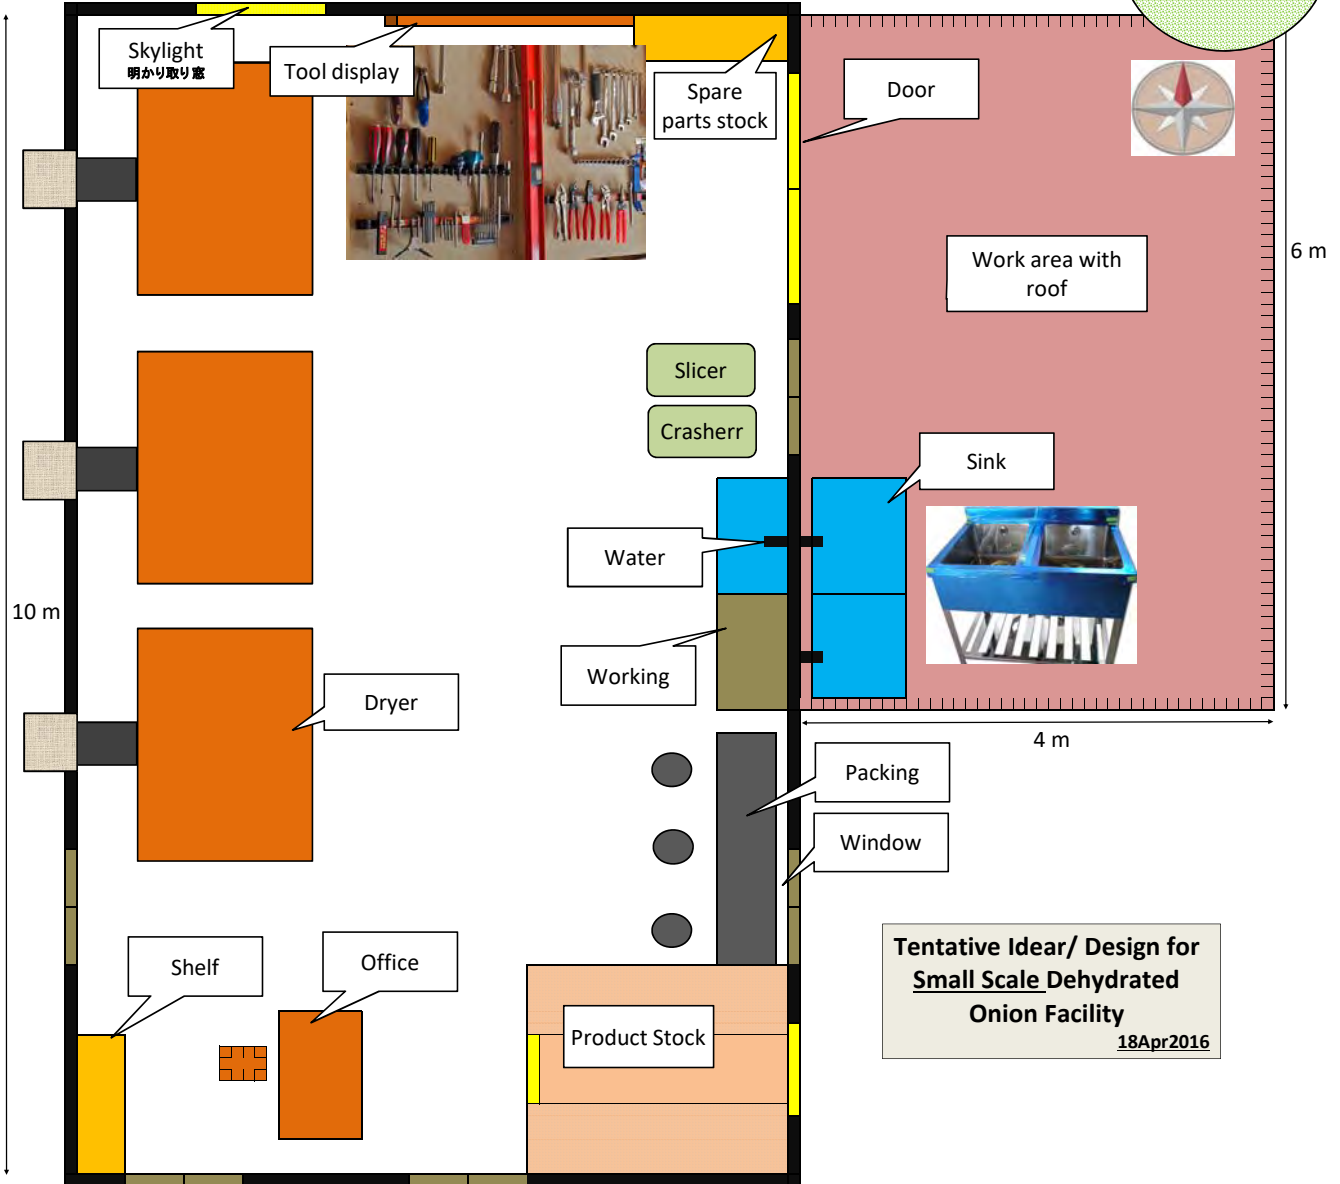 Skylight
明かり取り窓
Tool display
Spare
parts stock
Door
Work area with
roof
6 m
Slicer
Crasherr
Sink
Water
10 m
Working
Dryer
4 m
Packing
Window
Shelf
Office
Product Stock
Tentative Idear/ Design for
Small Scale Dehydrated
Onion Facility
18Apr2016